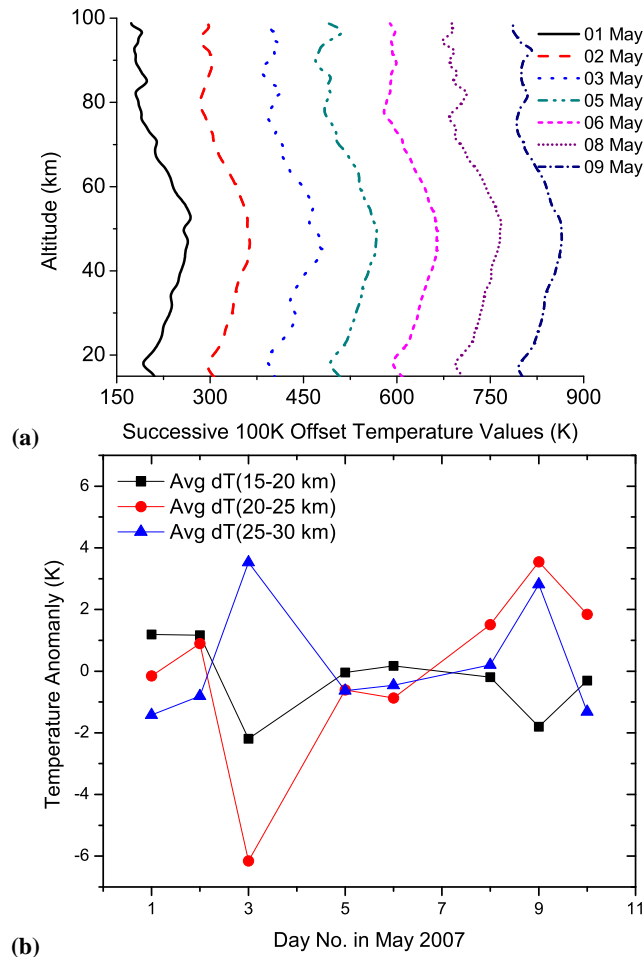 100
80
60
40
20
Altitude (km)
01 May
02 May
03 May
05 May
06 May
08 May
09 May
150 300 450 600 750 900
(a) Successive 100K Offset Temperature Values (K)
6
4
2
0
-2
-4
-6
Temperature Anomanly (K)
Avg dT(15-20 km)
Avg dT(20-25 km)
Avg dT(25-30 km)
1 3 5 7 9 11
(b) Day No. in May 2007